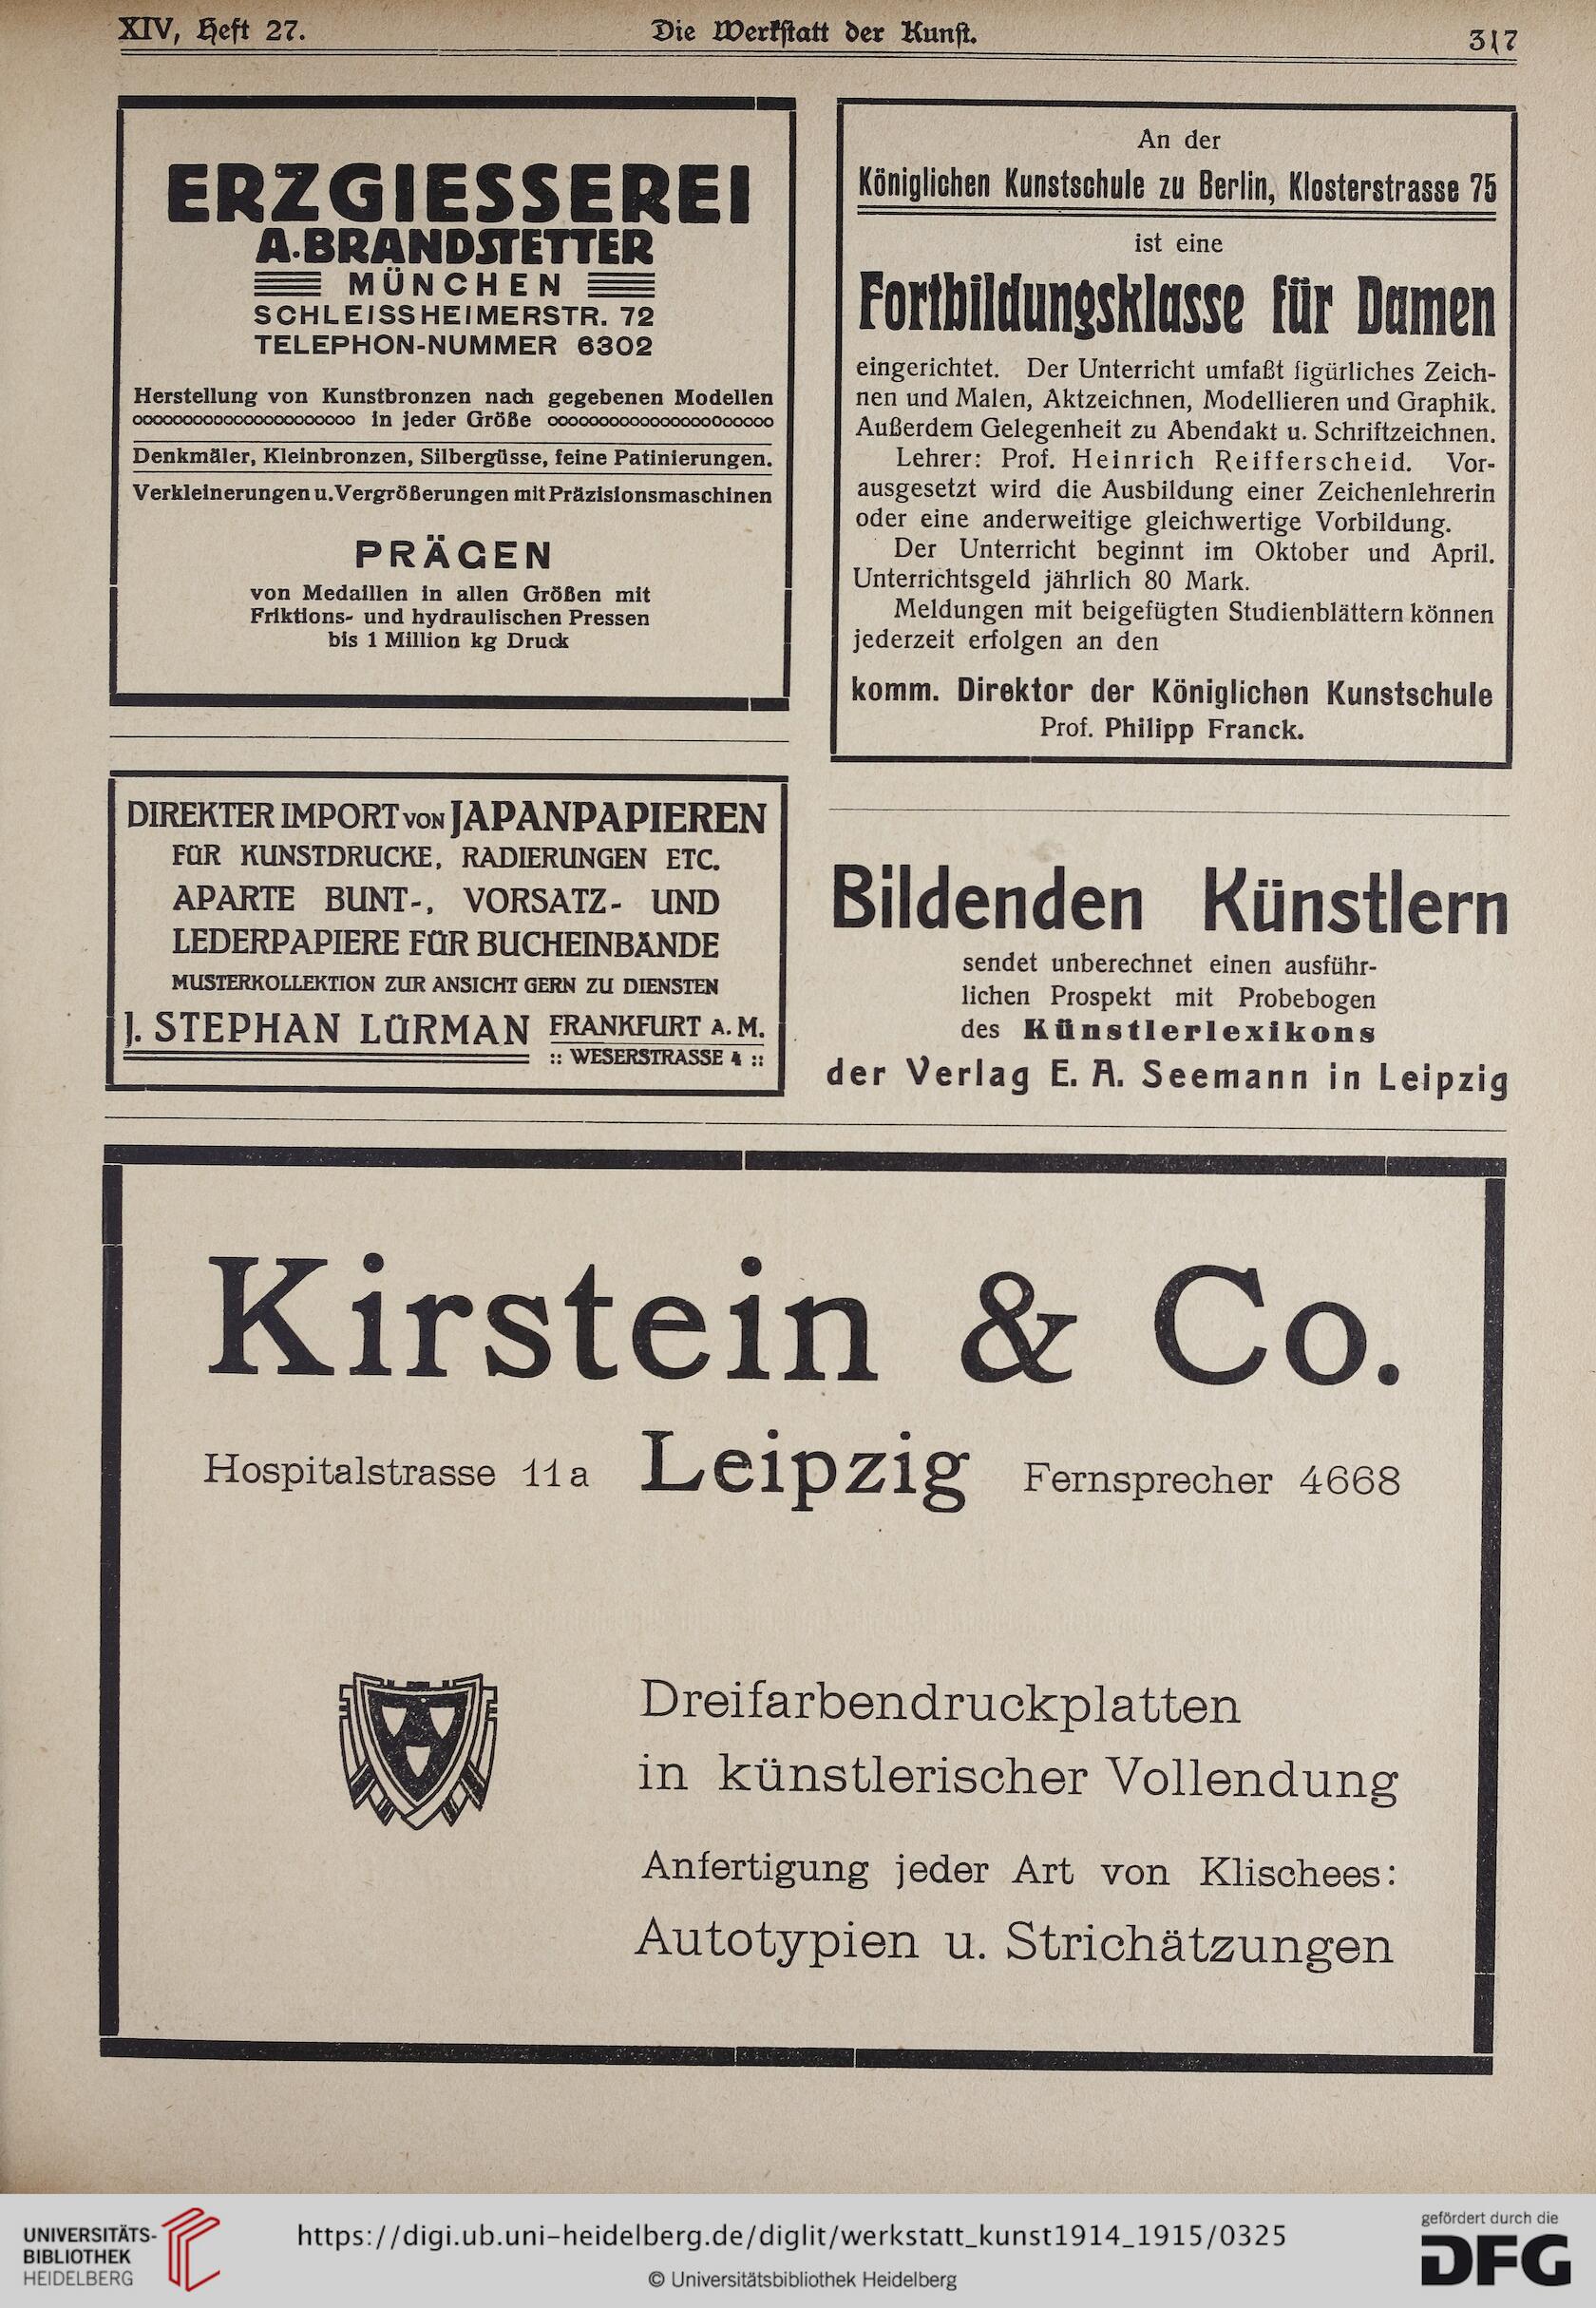 XIV, Heft 27.
Die Werkstatt der Kunst.
317
ERZGIESSEREI
A. BRANDSTETTER
MÜNCHEN
SCHLEISSHEIMERSTR. 72
TELEPHON-NUMMER 6302
Herstellung von Kunstbronzen nach gegebenen Modellen
oooooooooooooooooooooo in jeder Größe oooooooooooooooooooooo
Denkmäler, Kleinbronzen, Silbergüsse, feine Patinierungen.
Verkleinerungen u. Vergrößerungen mit Präzisionsmaschinen
PRÄGEN
von Medaillen in allen Größen mit
Friktions- und hydraulischen Pressen
bis 1 Million kg Druck
An der
Königlichen Kunstschule zu Berlin, Klosterstrasse 75
ist eine
Fortbildungsklasse für Damen
eingerichtet. Der Unterricht umfaßt figürliches Zeich-
nen und Malen, Aktzeichnen, Modellieren und Graphik.
Außerdem Gelegenheit zu Abendakt u. Schriftzeichnen.
Lehrer: Prof. Heinrich Reifferscheid. Vor-
ausgesetzt wird die Ausbildung einer Zeichenlehrerin
oder eine anderweitige gleichwertige Vorbildung.
Der Unterricht beginnt im Oktober und April.
Unterrichtsgeld jährlich 80 Mark.
Meldungen mit beigefügten Studienblättern können
jederzeit erfolgen an den
komm. Direktor der Königlichen Kunstschule
Prof. Philipp Franck.
DIREKTER IMPORT VON JAPANPAPIEREN
FÜR KUNSTDRUCKE, RADIERUNGEN ETC.
APARTE BUNT-, VORSATZ- UND
LEDERPAPIERE FÜR BUCHEINBÄNDE
MUSTERKOLLEKTION ZUR ANSICHT GERN ZU DIENSTEN
J. STEPHAN LÜRMAN FRANKFURT A. M.
:: WESERSTRASSE 4 ::
Bildenden Künstlern
sendet unberechnet einen ausführ-
lichen Prospekt mit Probebogen
des Künstlerlexikons
der Verlag E. A. Seemann in Leipzig
Kirstein & Co.
Hospitalstrasse 11a Leipzig Fernsprecher 4668
Dreifarbendruckplatten
in künstlerischer Vollendung
Anfertigung jeder Art von Klischees:
Autotypien u. Strichätzungen
UNIVERSITÄTS-
BIBLIOTHEK
HEIDELBERG
https://digi.ub.uni-heidelberg.de/diglit/werkstatt_kunst1914_1915/0325
© Universitätsbibliothek Heidelberg
gefördert durch die
DFG